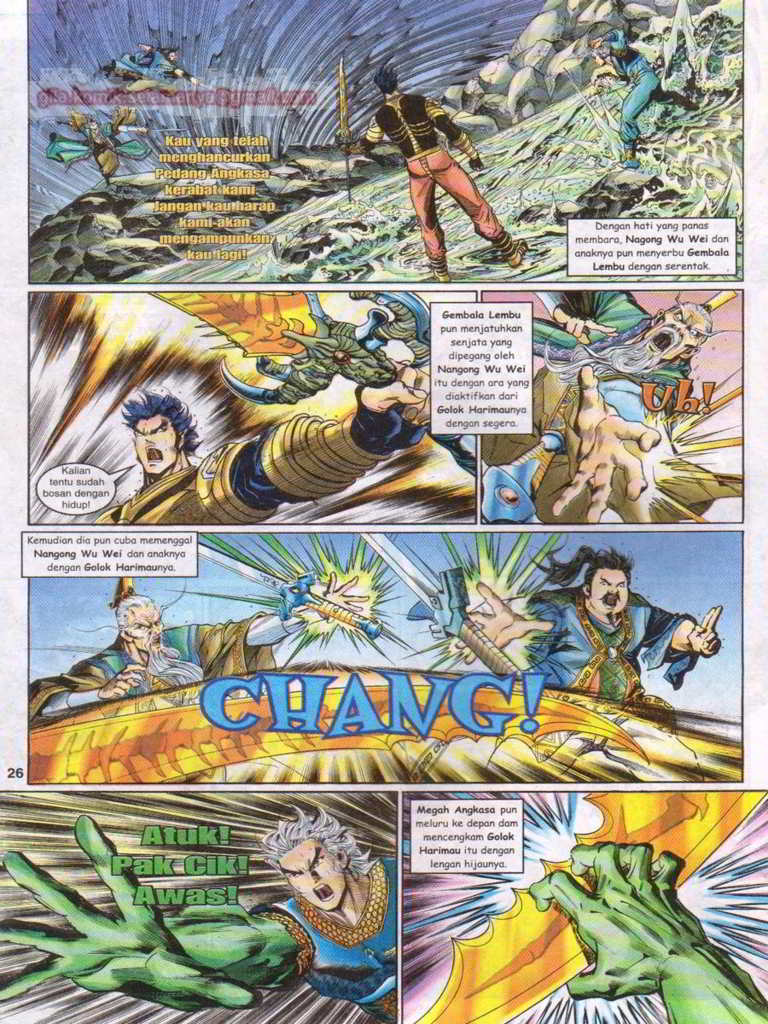 gilakomikseramanya@gmail.com
Kau yang telah
menghancurkan
Pedang Angkasa
kerabat kami.
Jangan kau harap
kami akan
mengampunkan
kau lagi!
Dengan hati yang panas
membara, Nagong Wu Wei dan
anaknya pun menyerbu Gembala
Lembu dengan serentak.
Kalian
tentu sudah
bosan dengan
hidup!
Gembala Lembu
pun menjatuhkan
senjata yang
dipegang oleh
Nangong Wu Wei
itu dengan ara yang
diaktifkan dari
Golok Harimaunya
dengan segera.
Uh!
Kemudian dia pun cuba memenggal
Nangong Wu Wei dan anaknya
dengan Golok Harimaunya.
CHANG!
26
Atuk!
Pak Cik!
Awas!
Megah Angkasa pun
meluru ke depan dam
mencengkam Golok
Harimau itu dengan
lengan hijaunya.